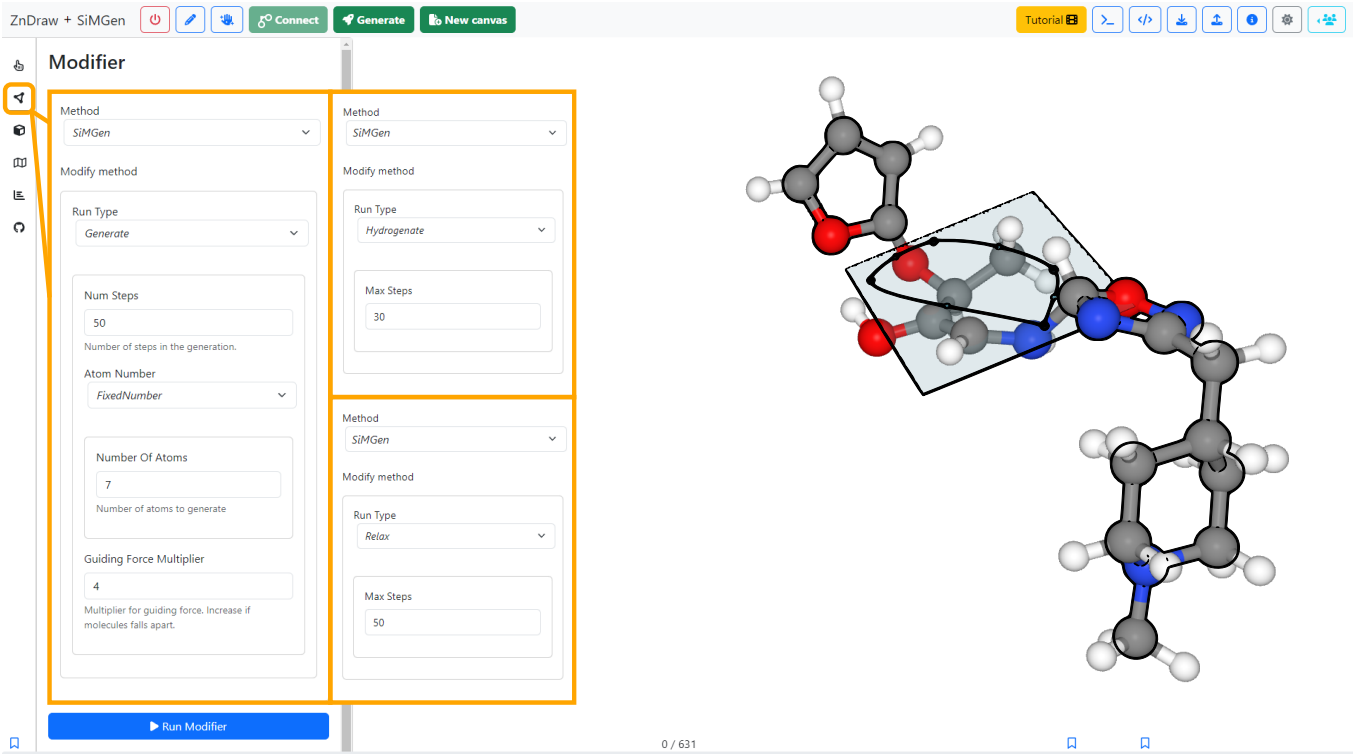 ZnDraw + SiMGen
Connect
Generate
New canvas
Tutorial
Modifier
Method
SiMGen
Modify method
Run Type
Generate
Num Steps
50
Number of steps in the generation.
Atom Number
FixedNumber
Number Of Atoms
7
Number of atoms to generate
Guiding Force Multiplier
4
Multiplier for guiding force. Increase if
molecules falls apart.
Method
SiMGen
Modify method
Run Type
Hydrogenate
Max Steps
30
Method
SiMGen
Modify method
Run Type
Relax
Max Steps
50
Run Modifier
0 / 631